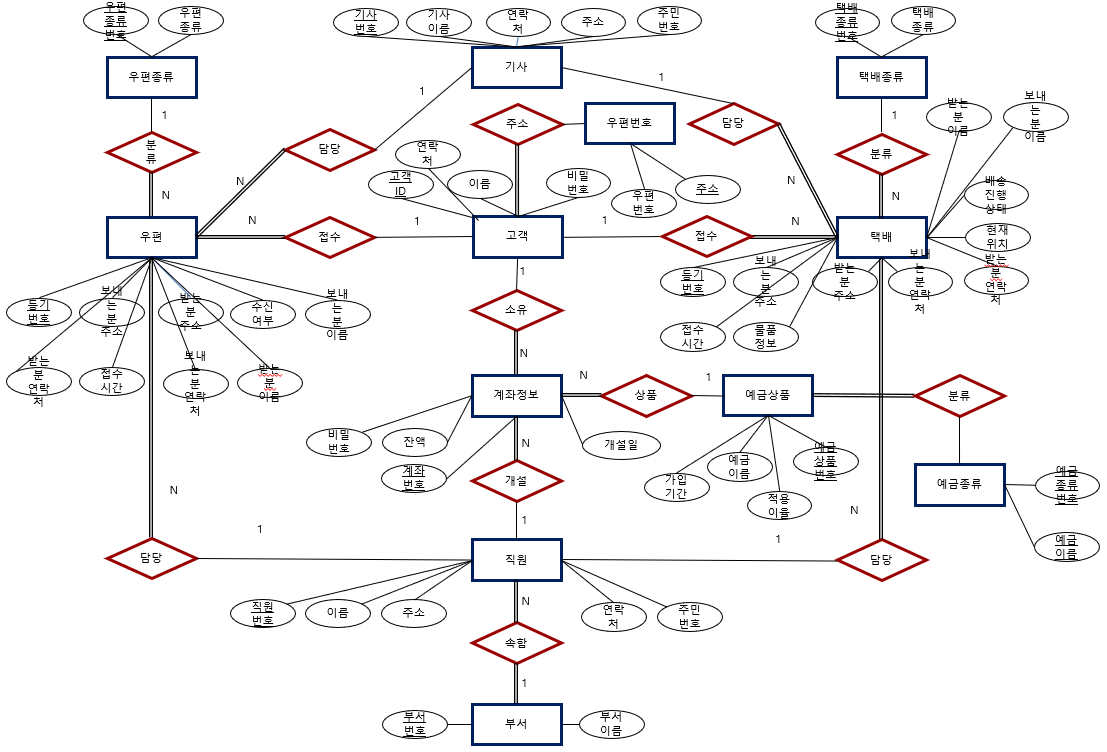 우편
종류
번호
우편
종류
기사
번호
기사
이름
연락
처
주소
주민
번호
택배
종류
번호
택배
종류
우편종류
기사
택배종류
1
1
1
1
분
류
담당
주소
우편번호
담당
분류
받는
분
이름
보내
는 분
이름
연락
처
고객
ID
이름
비밀
번호
우편
번호
주소
N
N
N
N
배송
진행
상태
우편
N
접수
1
고객
1
접수
N
택배
현재
위치
등기
번호
보내
는 분
주소
받는
분
주소
수신
여부
보내
는 분
이름
1
등기
번호
보내
는 분
주소
받는
분
주소
보내
는 분
연락
처
받는
분
연락
처
소유
받는
분
연락
처
접수
시간
보내
는 분
연락
처
받는
분
이름
접수
시간
물품
정보
N
계좌정보
N
상품
1
예금상품
분류
비밀
번호
잔액
N
개설일
계좌
번호
개설
가입
기간
예금
이름
적용
이율
예금
상품
번호
예금종류
예금
종류
번호
예금
이름
N
1
N
1
1
담당
직원
담당
직원
번호
이름
주소
N
연락
처
주민
번호
속함
1
부서
번호
부서
부서
이름